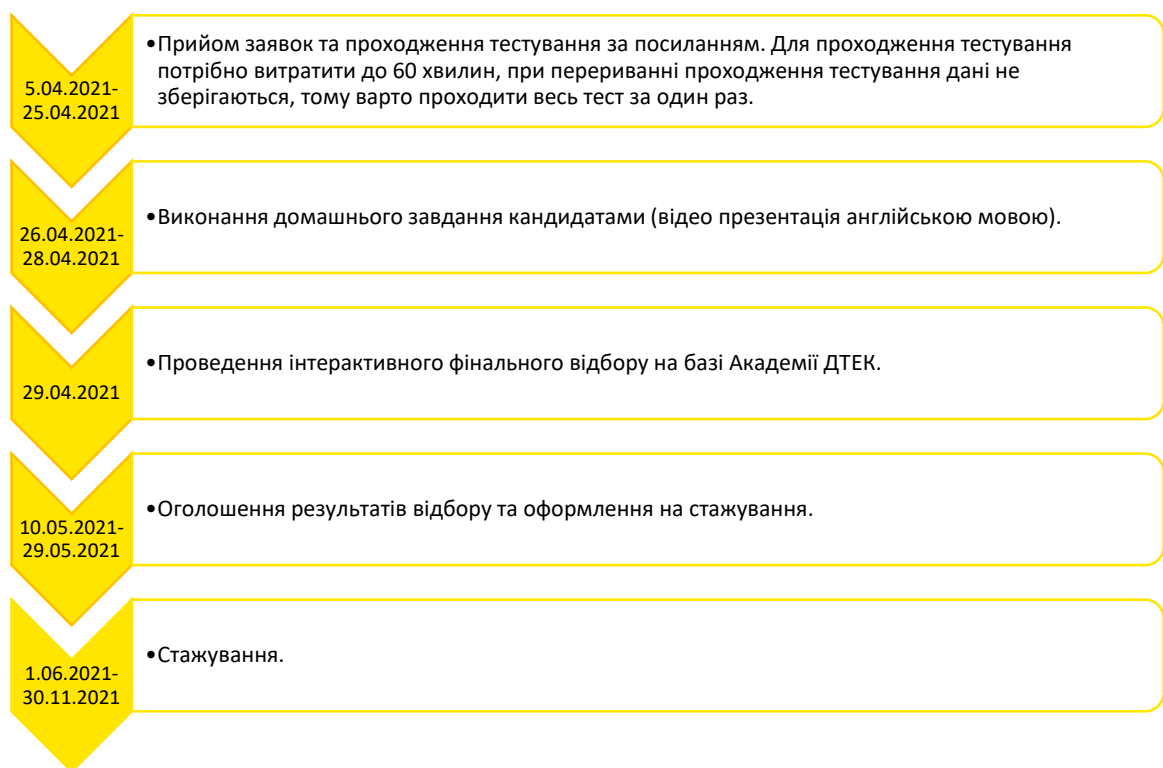 5.04.2021-
25.04.2021
•Прийом заявок та проходження тестування за посиланням. Для проходження тестування
потрібно витратити до 60 хвилин, при перериванні проходження тестування дані не
зберігаються, тому варто проходити весь тест за один раз.
26.04.2021-
28.04.2021
•Виконання домашнього завдання кандидатами (відео презентація англійською мовою).
29.04.2021
•Проведення інтерактивного фінального відбору на базі Академії ДТЕК.
10.05.2021-
29.05.2021
•Оголошення результатів відбору та оформлення на стажування.
1.06.2021-
30.11.2021
•Стажування.